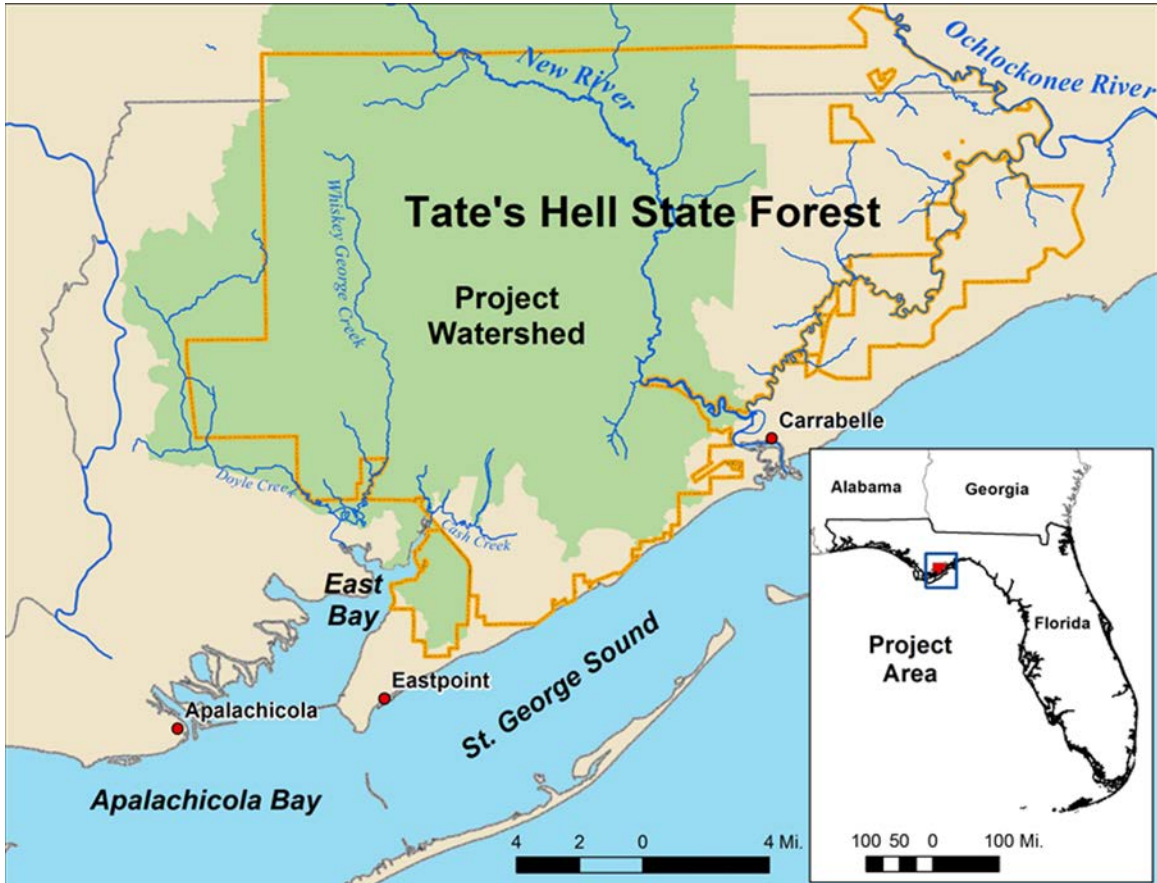 Ochlockonee River
New River
Whiskey George Creek
Tate's Hell State Forest
Project
Watershed
Carrabelle
Doyle Creek
Cash Creek
East
Bay
Eastpoint
Apalachicola
St. George Sound
Apalachicola Bay
4 2 0 4 Mi.
Alabama
Georgia
Florida
Project
Area
100 50 0 100 Mi.